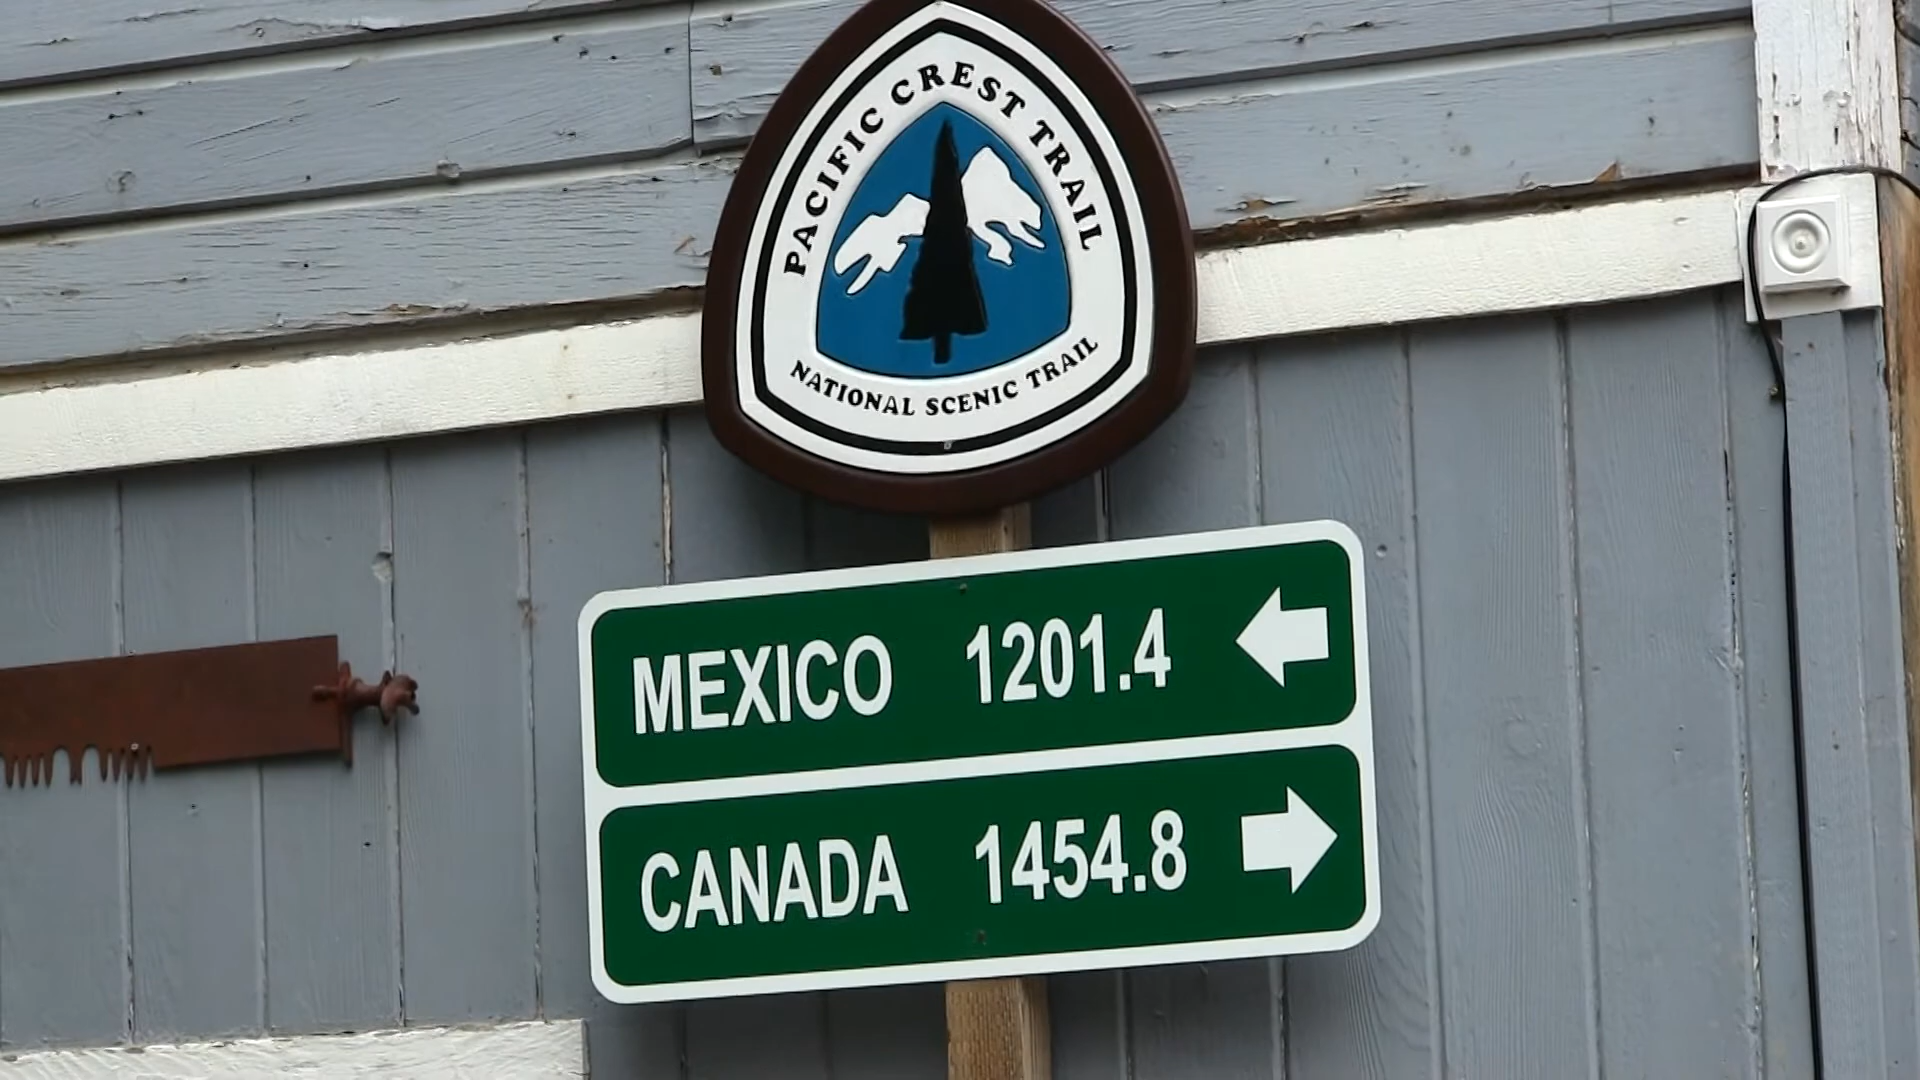 PACIFIC CREST TRAIL
NATIONAL SCENIC TRAIL
MEXICO 1201.4
CANADA 1454.8